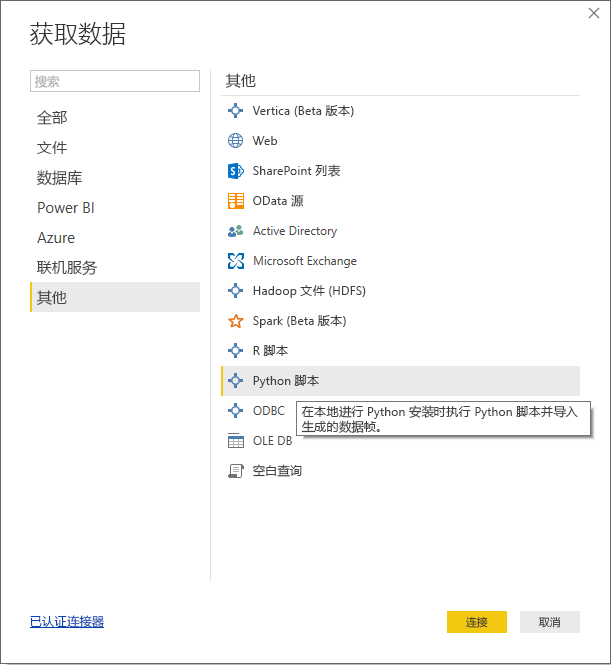 获取数据
搜索
全部
文件
数据库
Power BI
Azure
联机服务
其他
其他
Vertica (Beta 版本)
Web
SharePoint 列表
OData 源
Active Directory
Microsoft Exchange
Hadoop 文件 (HDFS)
Spark (Beta 版本)
R 脚本
Python 脚本
ODBC
在本地进行 Python 安装时执行 Python 脚本并导入
生成的数据帧。
OLE DB
空白查询
已认证连接器
连接
取消